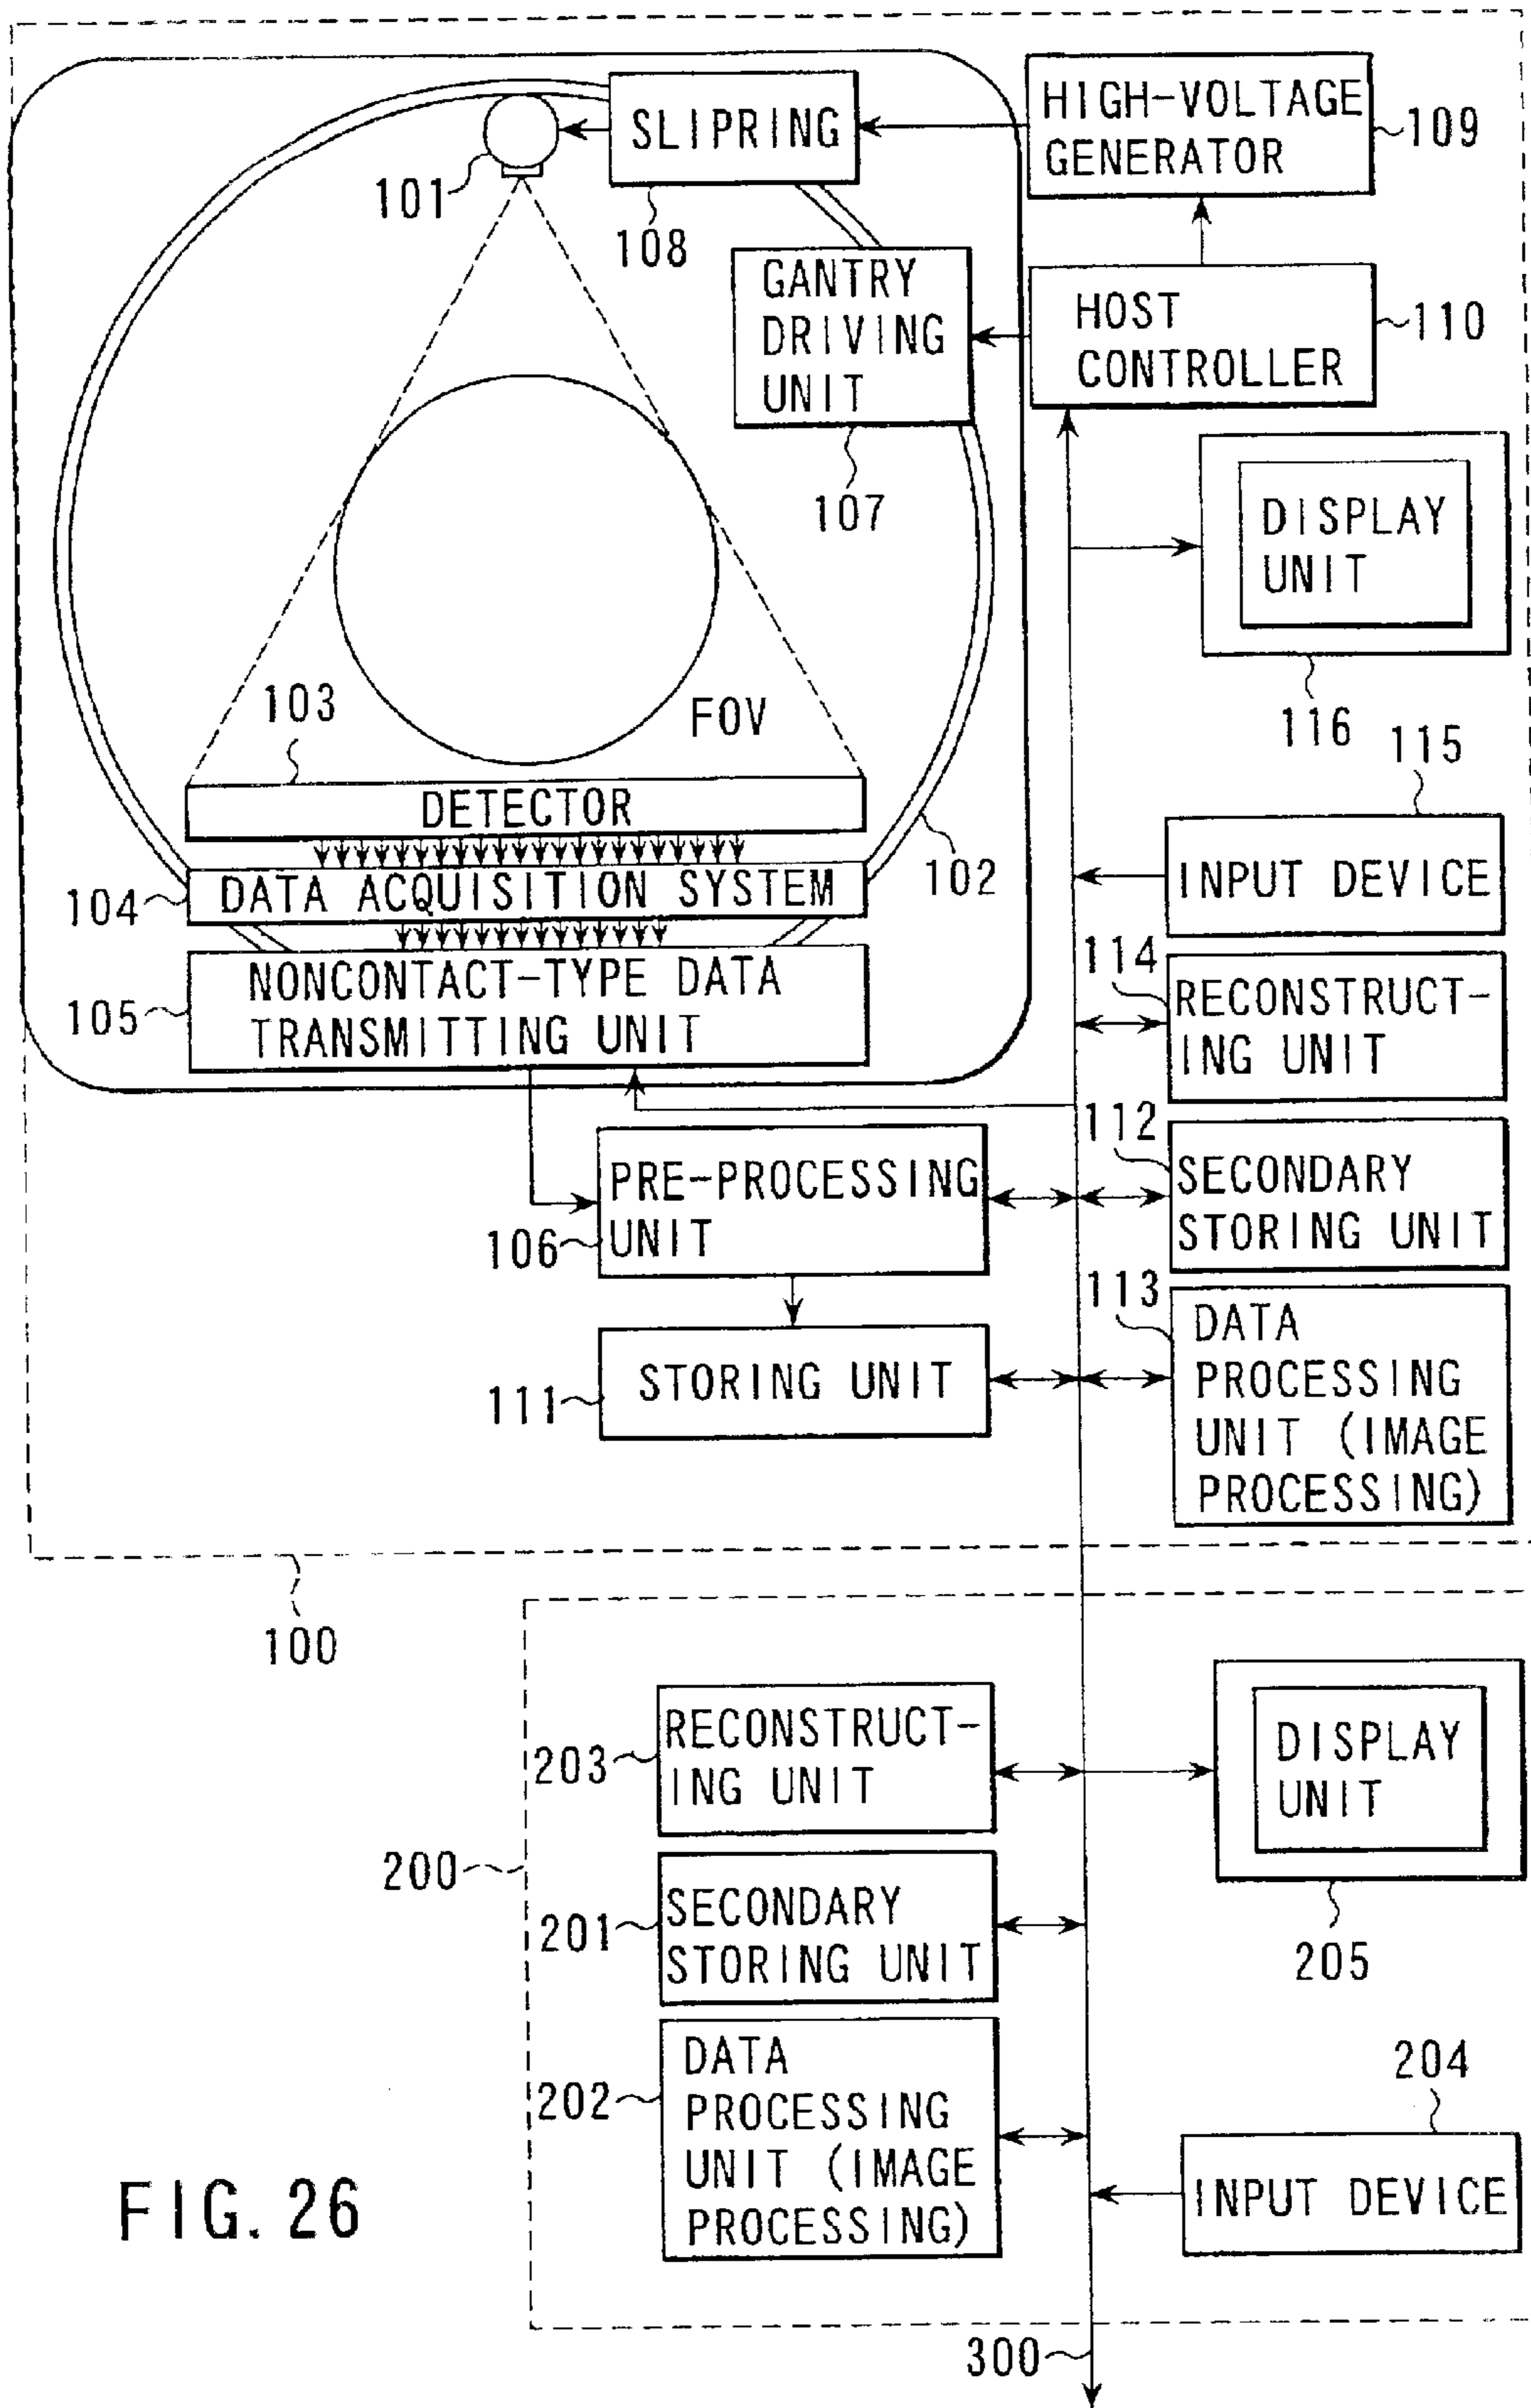 SLIPRING
HIGH-VOLTAGE
GENERATOR
109
101
108
GANTRY
DRIVING
UNIT
107
HOST
CONTROLLER
110
DISPLAY
UNIT
116
103
FOV
DETECTOR
115
102
INPUT DEVICE
104
DATA ACQUISITION SYSTEM
105
NONCONTACT-TYPE DATA
TRANSMITTING UNIT
114
RECONSTRUCT-
ING UNIT
112
SECONDARY
STORING UNIT
PRE-PROCESSING
UNIT
106
113
DATA
PROCESSING
UNIT (IMAGE
PROCESSING)
STORING UNIT
111
100
203
RECONSTRUCT-
ING UNIT
DISPLAY
UNIT
205
200
201
SECONDARY
STORING UNIT
202
DATA
PROCESSING
UNIT (IMAGE
PROCESSING)
204
INPUT DEVICE
FIG. 26
300